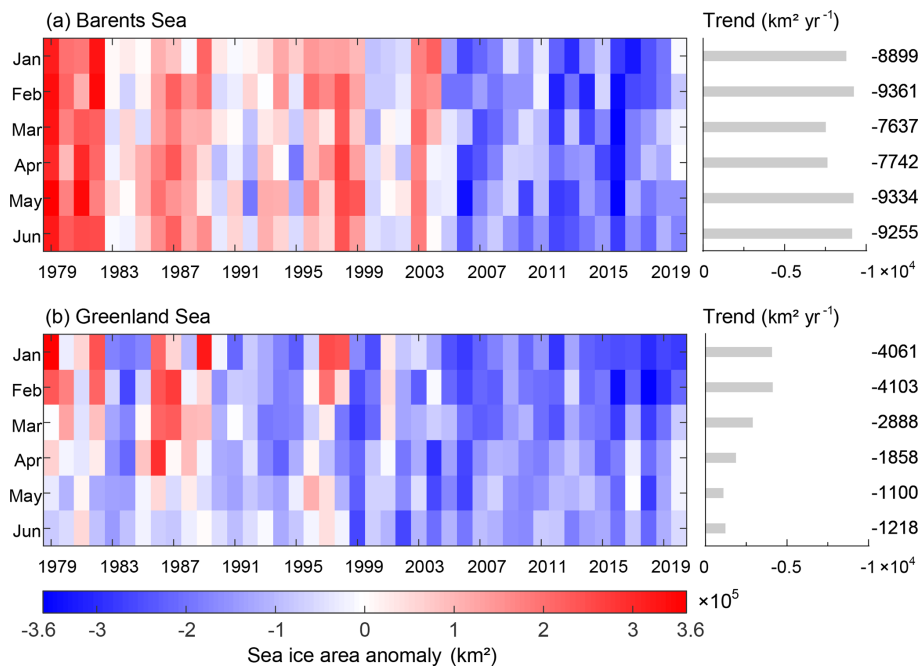 (a) Barents Sea
Trend (km² yr⁻¹)
Jan
-8899
Feb
-9361
Mar
-7637
Apr
-7742
May
-9334
Jun
-9255
1979 1983 1987 1991 1995 1999 2003 2007 2011 2015 2019
0 -0.5 -1 ×10⁴
(b) Greenland Sea
Trend (km² yr⁻¹)
Jan
-4061
Feb
-4103
Mar
-2888
Apr
-1858
May
-1100
Jun
-1218
1979 1983 1987 1991 1995 1999 2003 2007 2011 2015 2019
0 -0.5 -1 ×10⁴
×10⁵
-3.6 -3 -2 -1 0 1 2 3 3.6
Sea ice area anomaly (km²)